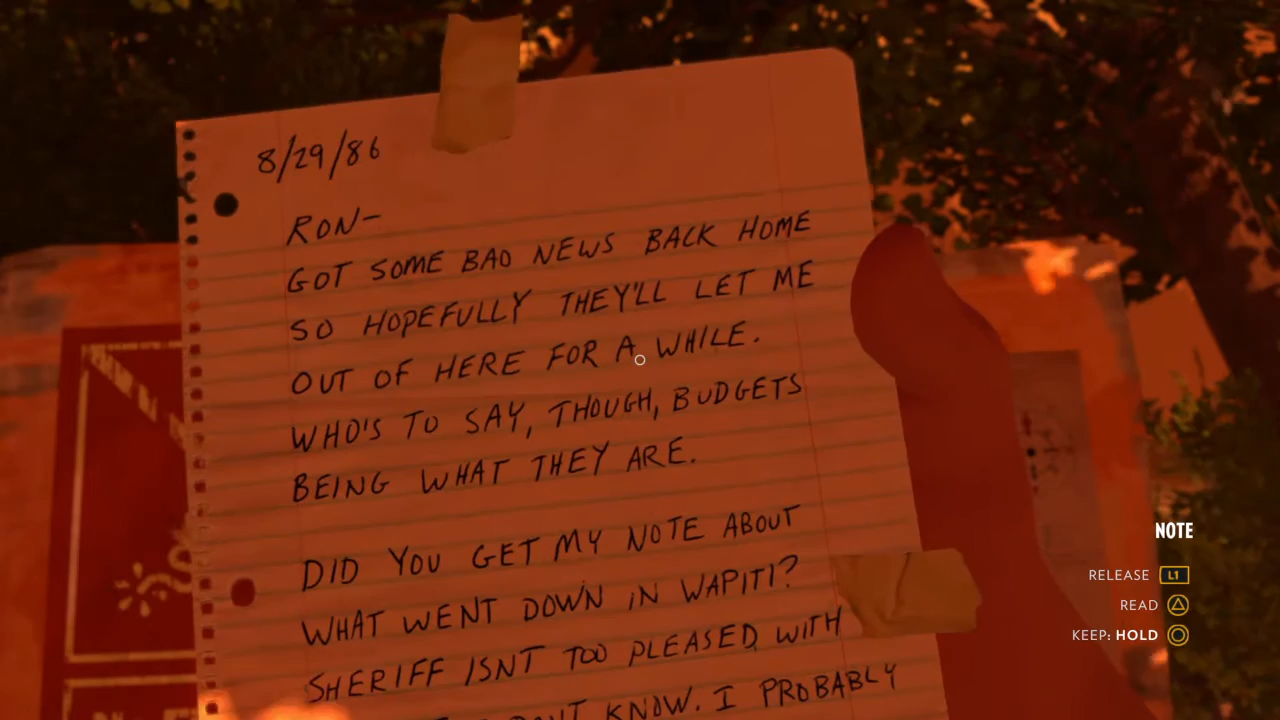 8/29/86
RON-
GOT SOME BAD NEWS BACK HOME
SO HOPEFULLY THEY'LL LET ME
OUT OF HERE FOR A WHILE.
WHO'S TO SAY, THOUGH, BUDGETS
BEING WHAT THEY ARE.
DID YOU GET MY NOTE ABOUT
WHAT WENT DOWN IN WAPITI?
SHERIFF ISNT TOO PLEASED WITH
KNOW. I PROBABLY
NOTE
RELEASE L1
READ
KEEP: HOLD